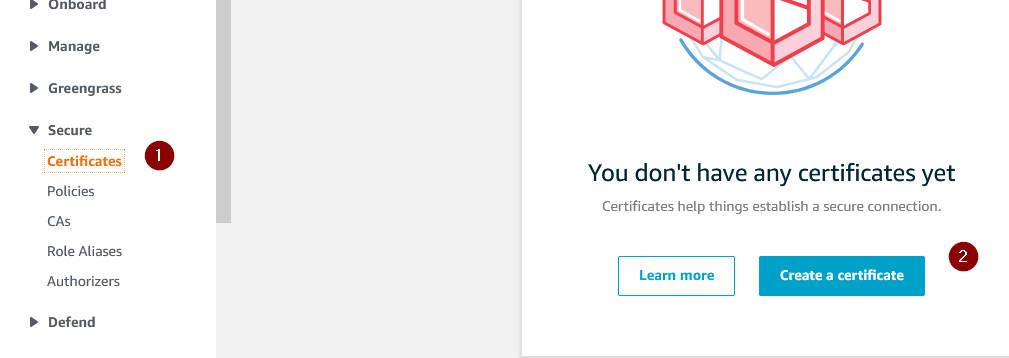 Onboard
Manage
Greengrass
Secure
Certificates
1
Policies
CAs
Role Aliases
Authorizers
Defend
You don't have any certificates yet
Certificates help things establish a secure connection.
2
Learn more
Create a certificate